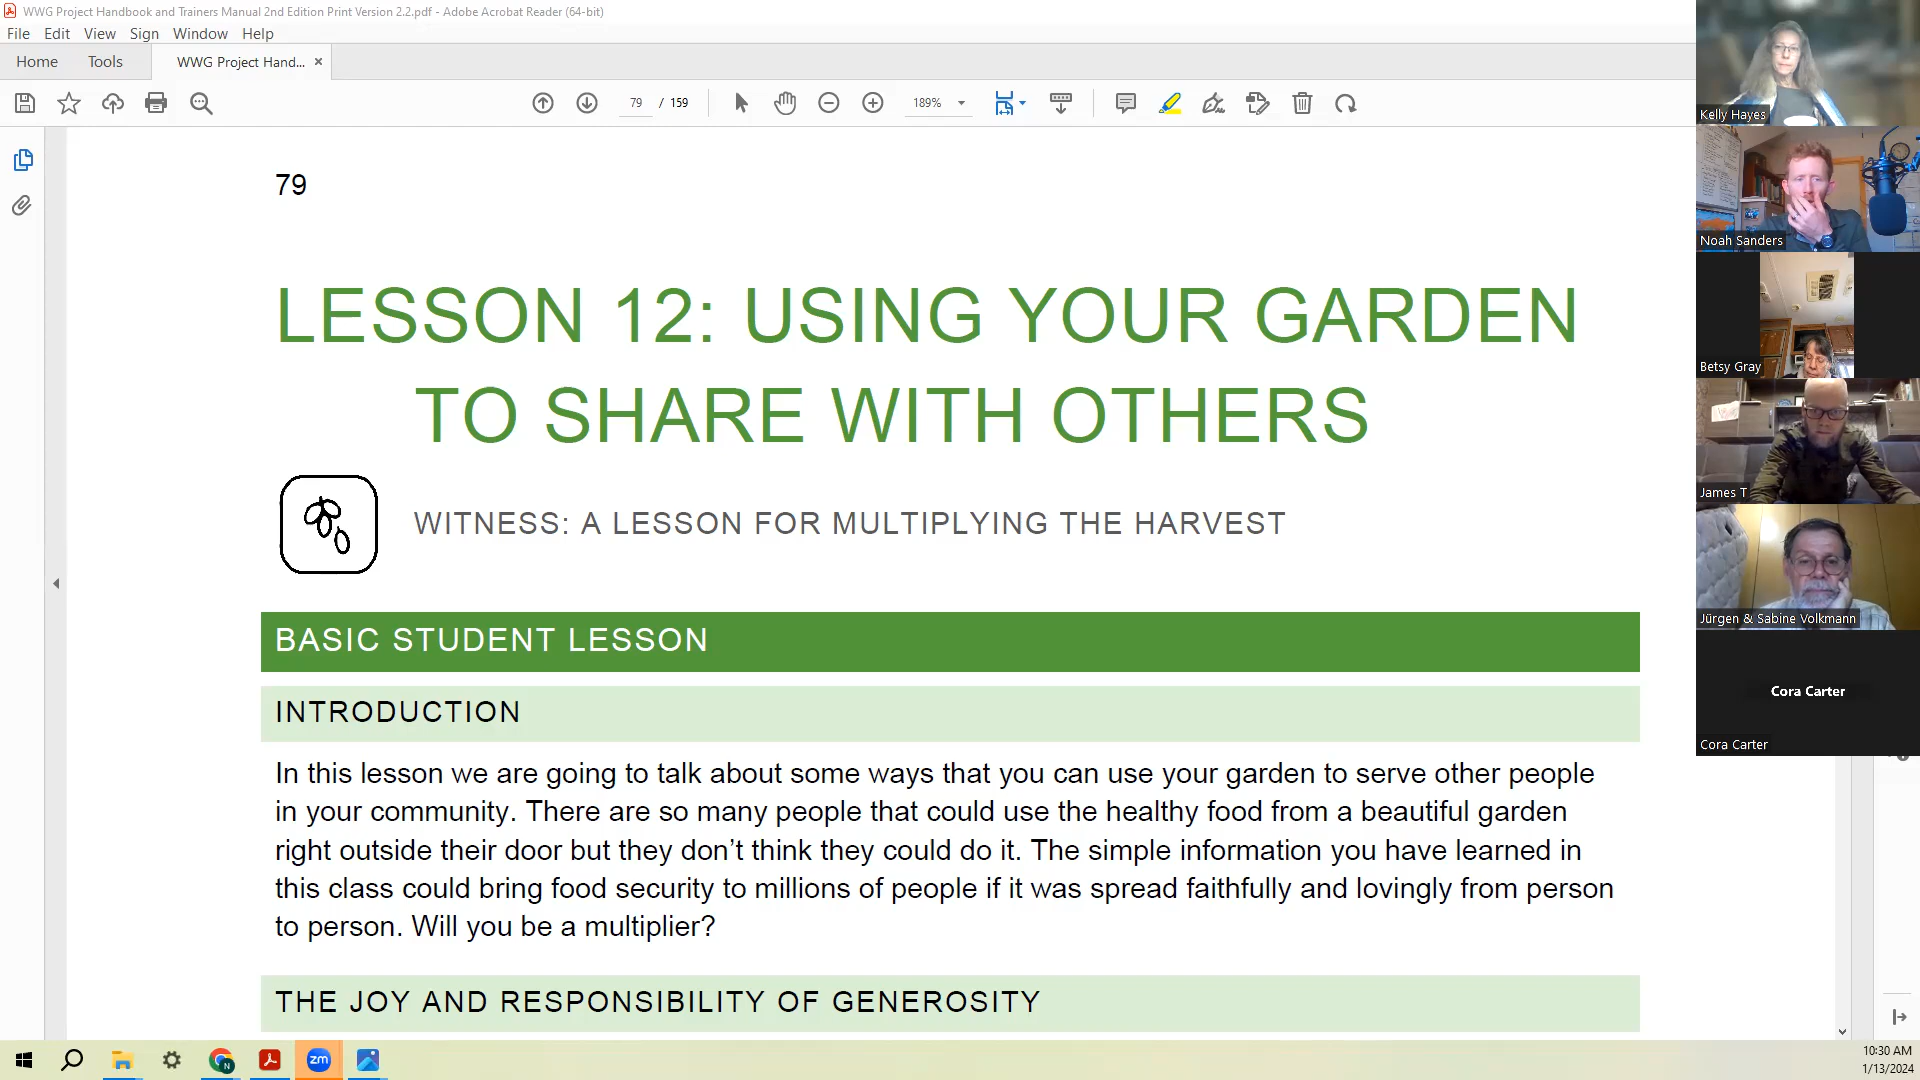 WWG Project Handbook and Trainers Manual 2nd Edition Print Version 2.2.pdf - Adobe Acrobat Reader (64-bit)
File Edit View Sign Window Help
Home Tools WWG Project Hand... ×
79 / 159 189%
79
LESSON 12: USING YOUR GARDEN
TO SHARE WITH OTHERS
WITNESS: A LESSON FOR MULTIPLYING THE HARVEST
BASIC STUDENT LESSON
INTRODUCTION
In this lesson we are going to talk about some ways that you can use your garden to serve other people
in your community. There are so many people that could use the healthy food from a beautiful garden
right outside their door but they don’t think they could do it. The simple information you have learned in
this class could bring food security to millions of people if it was spread faithfully and lovingly from person
to person. Will you be a multiplier?
THE JOY AND RESPONSIBILITY OF GENEROSITY
Kelly Hayes
Noah Sanders
Betsy Gray
James T
Jürgen & Sabine Volkmann
Cora Carter
Cora Carter
N
zm
10:30 AM
1/13/2024